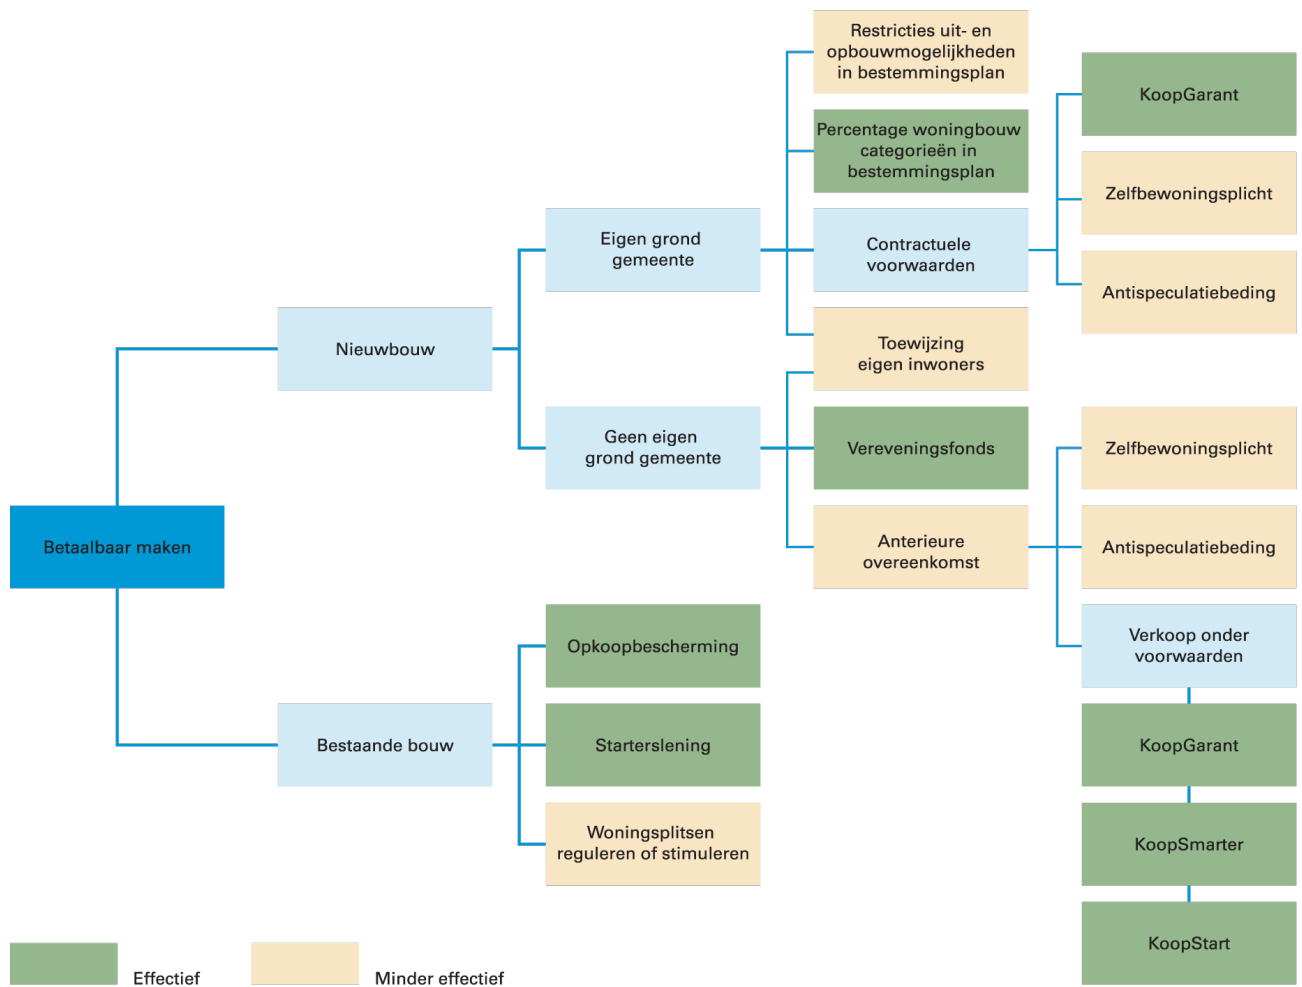 Betaalbaar maken
Nieuwbouw
Eigen grond
gemeente
Restricties uit- en
opbouwmogelijkheden
in bestemmingsplan
Percentage woningbouw
categorieën in
bestemmingsplan
Contractuele
voorwaarden
KoopGarant
Zelfbewoningsplicht
Antispeculatiebeding
Toewijzing
eigen inwoners
Geen eigen
grond gemeente
Vereveningsfonds
Anterieure
overeenkomst
Zelfbewoningsplicht
Antispeculatiebeding
Verkoop onder
voorwaarden
KoopGarant
KoopSmarter
KoopStart
Bestaande bouw
Opkoopbescherming
Starterslening
Woningsplitsen
reguleren of stimuleren
Effectief
Minder effectief